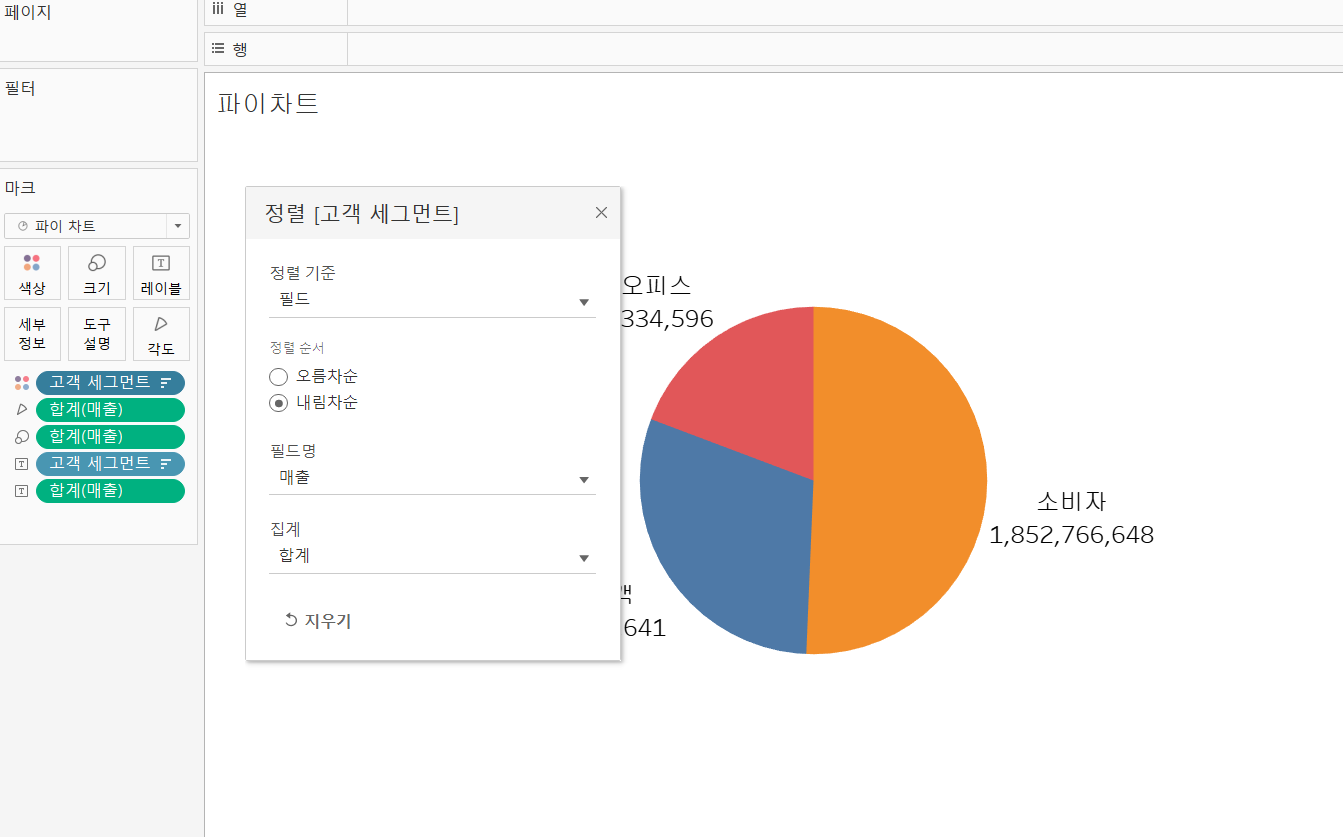 페이지
열
행
필터
파이차트
마크
파이 차트
색상
크기
T
레이블
세부
정보
도구
설명
각도
고객 세그먼트
합계(매출)
합계(매출)
T
고객 세그먼트
T
합계(매출)
정렬 [고객 세그먼트]
정렬 기준
필드
정렬 순서
오름차순
내림차순
필드명
매출
집계
합계
지우기
오피스
334,596
소비자
1,852,766,648
641